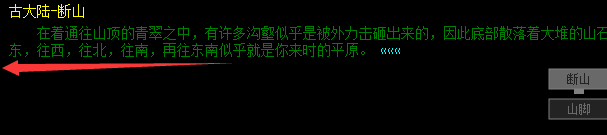 古大陆-断山
在着通往山顶的青翠之中，有许多沟壑似乎是被外力击砸出来的，因此底部散落着大堆的山石
东，往西，往北，往南，再往东南似乎就是你来时的平原。 «««
断山
山脚